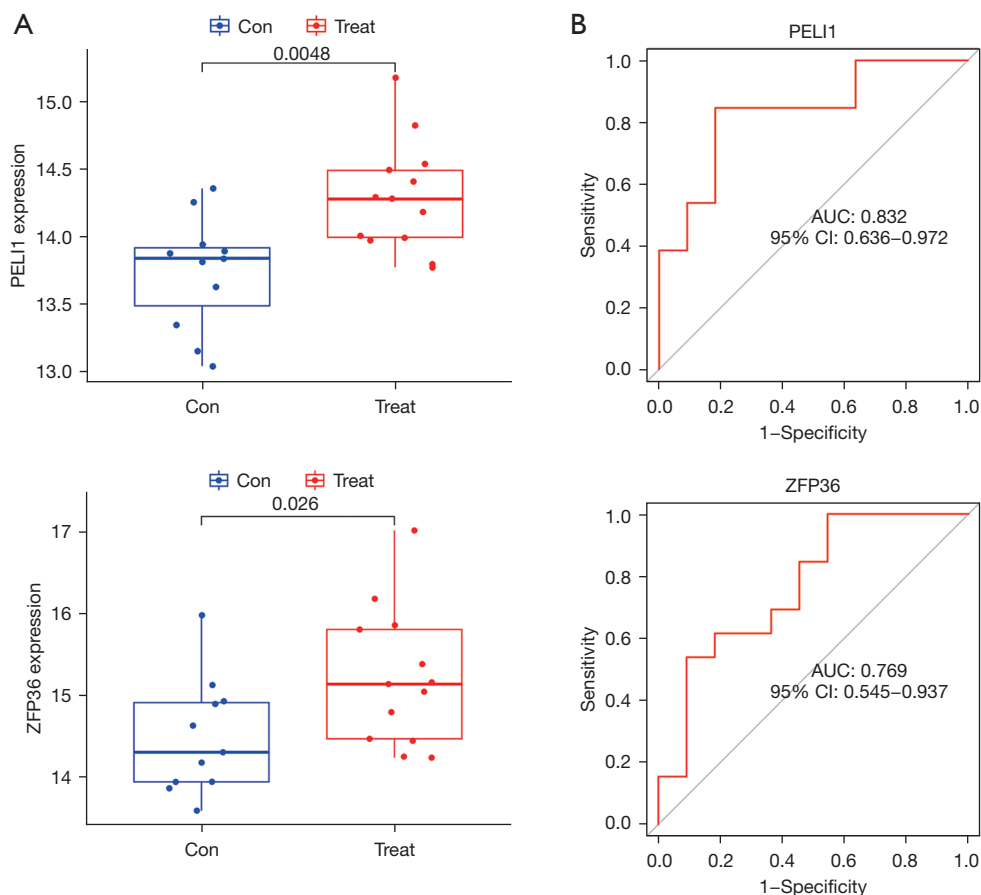 A
Con Treat
0.0048
PELI1 expression
15.0
14.5
14.0
13.5
13.0
Con Treat
B
PELI1
Sensitivity
1.0
0.8
0.6
0.4
0.2
0.0
AUC: 0.832
95% CI: 0.636–0.972
0.0 0.2 0.4 0.6 0.8 1.0
1–Specificity
Con Treat
0.026
ZFP36 expression
17
16
15
14
Con Treat
ZFP36
Sensitivity
1.0
0.8
0.6
0.4
0.2
0.0
AUC: 0.769
95% CI: 0.545–0.937
0.0 0.2 0.4 0.6 0.8 1.0
1–Specificity